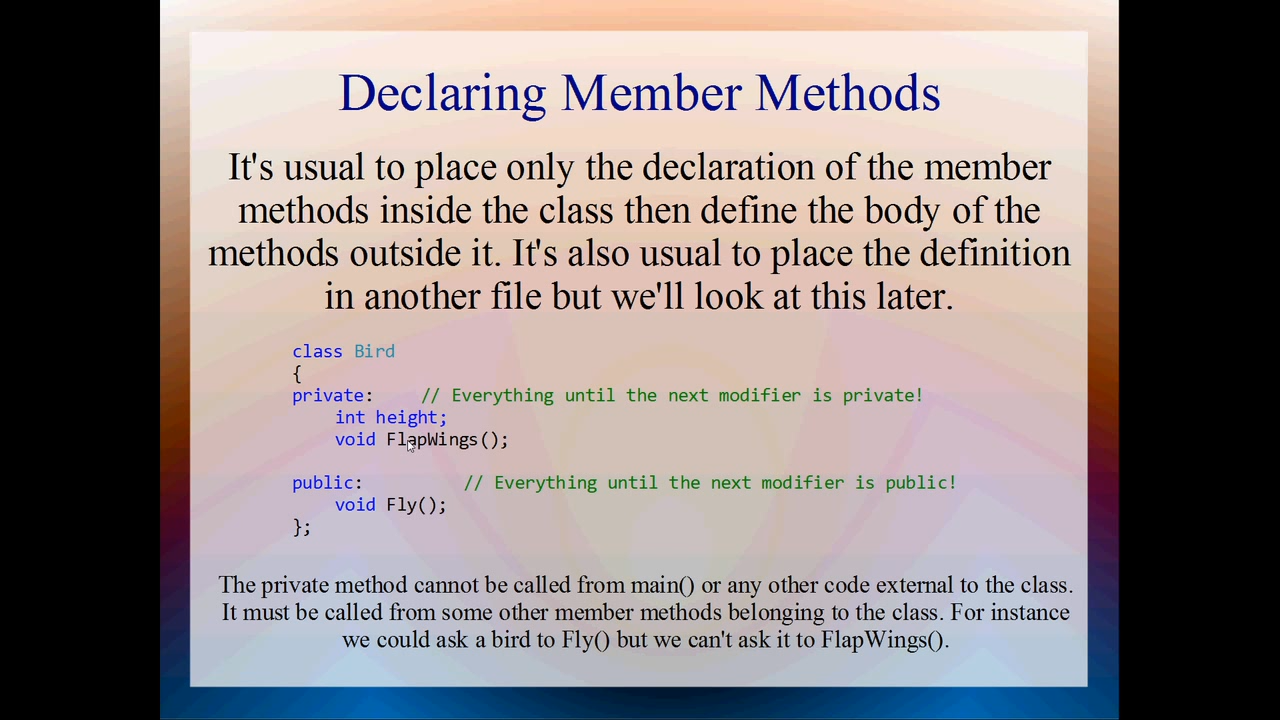 Declaring Member Methods
It's usual to place only the declaration of the member
methods inside the class then define the body of the
methods outside it. It's also usual to place the definition
in another file but we'll look at this later.
class Bird
{
private:    // Everything until the next modifier is private!
    int height;
    void FlapWings();
public:    // Everything until the next modifier is public!
    void Fly();
};
The private method cannot be called from main() or any other code external to the class.
It must be called from some other member methods belonging to the class. For instance
we could ask a bird to Fly() but we can't ask it to FlapWings().